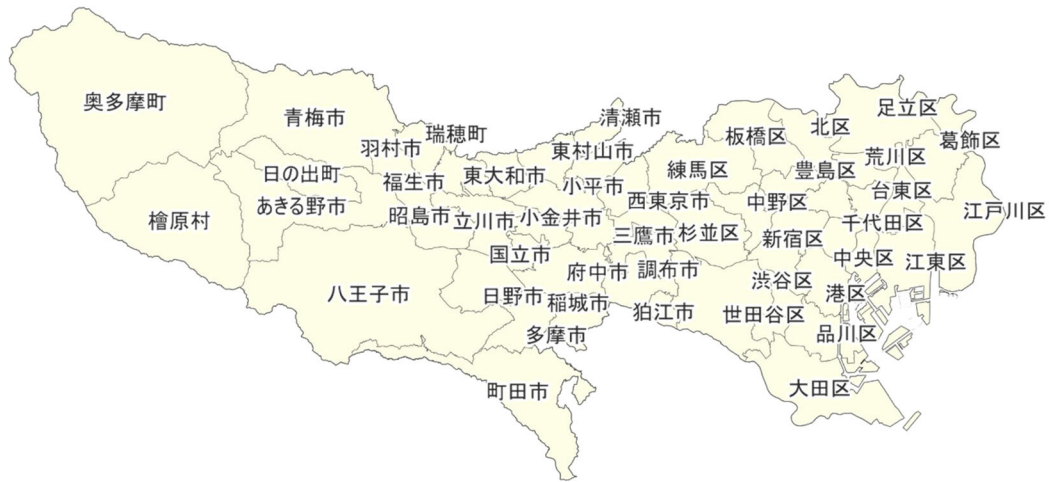 奥多摩町
青梅市
羽村市
瑞穂町
清瀬市
東村山市
板橋区
北区
足立区
葛飾区
日の出町
福生市
東大和市
小平市
練馬区
豊島区
荒川区
あきる野市
西東京市
中野区
台東区
江戸川区
檜原村
昭島市
立川市
小金井市
三鷹市
杉並区
新宿区
千代田区
国立市
府中市
調布市
渋谷区
中央区
江東区
八王子市
日野市
稲城市
狛江市
世田谷区
港区
多摩市
品川区
町田市
大田区